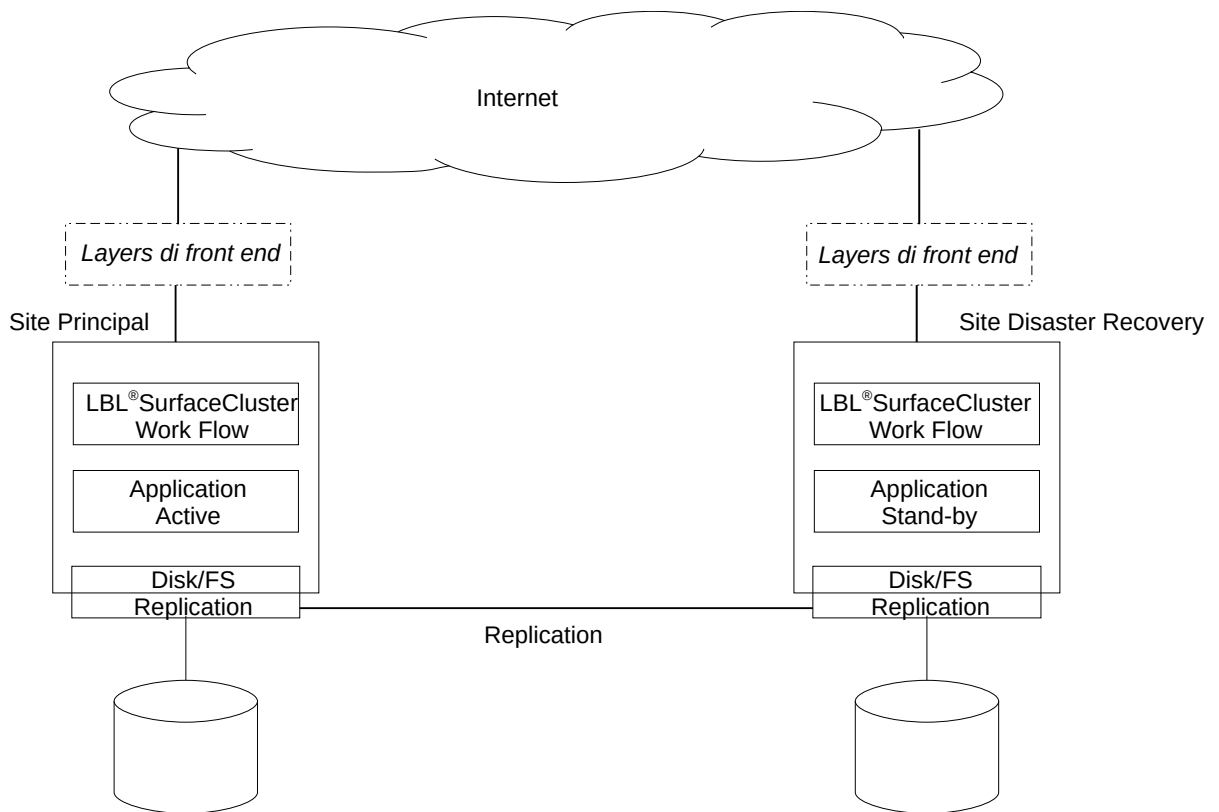 Internet
Layers di front end
Layers di front end
Site Principal
Site Disaster Recovery
LBL®SurfaceCluster
Work Flow
LBL®SurfaceCluster
Work Flow
Application
Active
Application
Stand-by
Disk/FS
Replication
Disk/FS
Replication
Replication